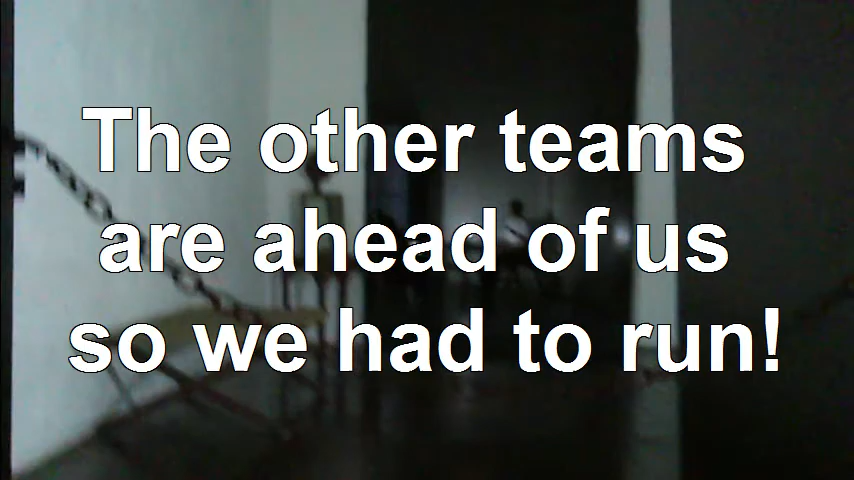 The other teams
are ahead of us
so we had to run!